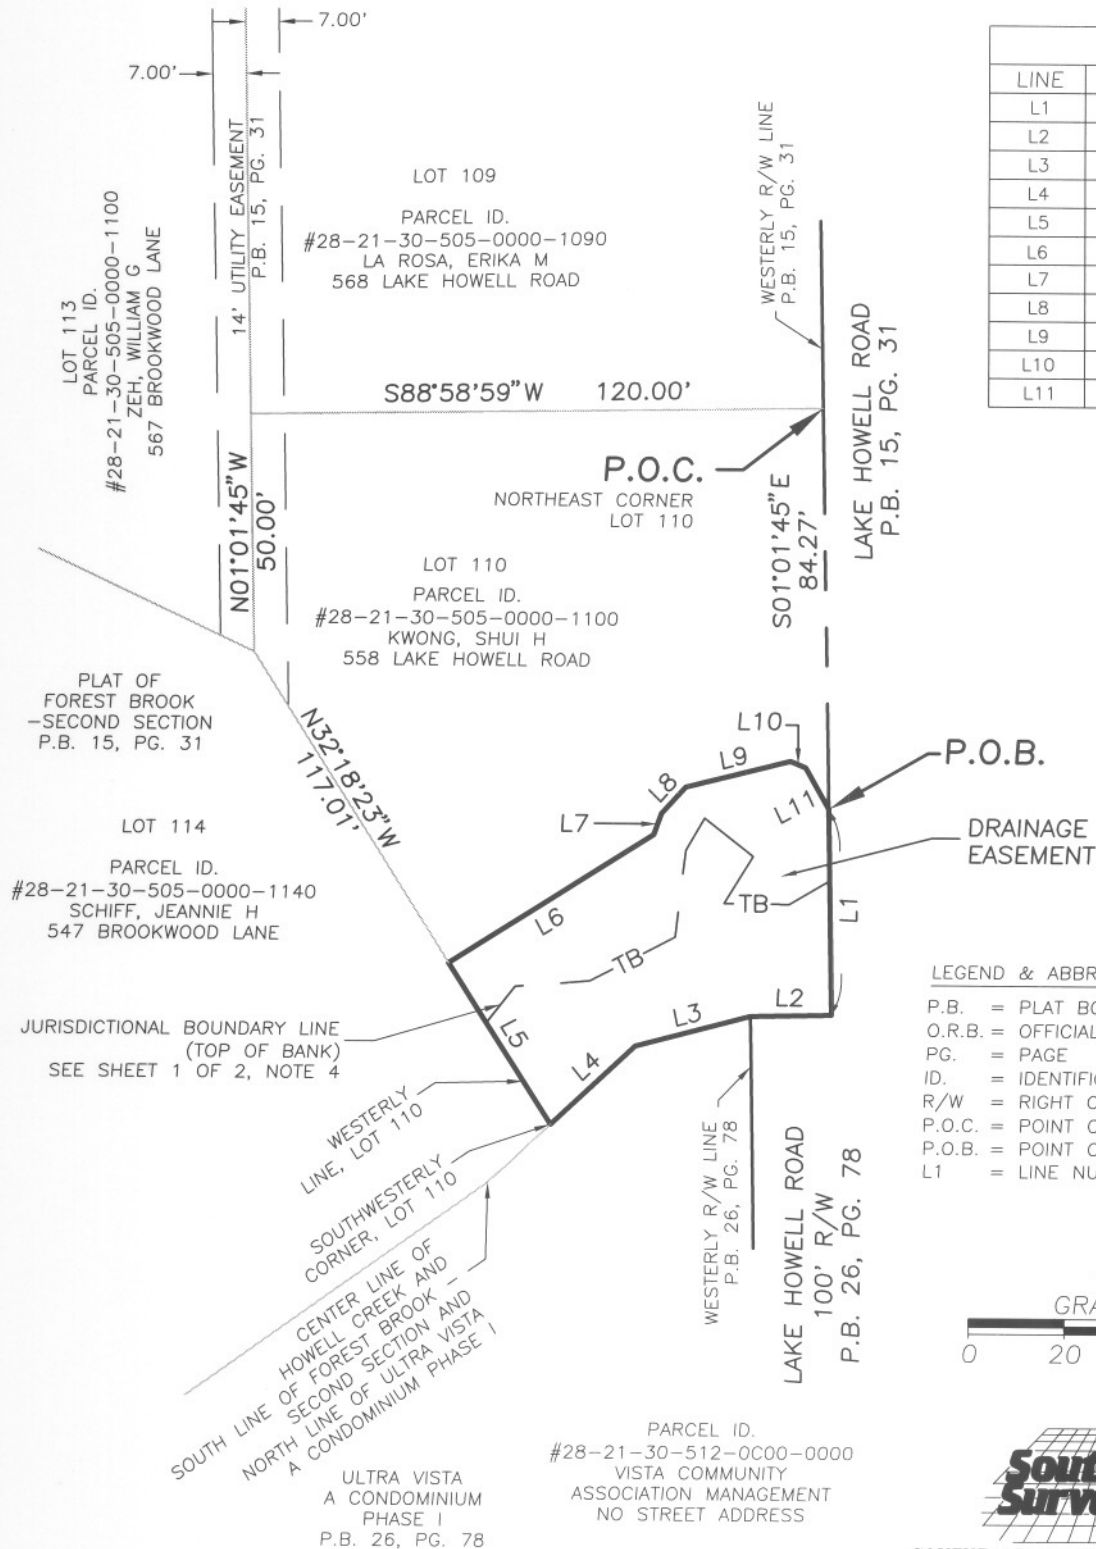 7.00'
7.00'
14' UTILITY EASEMENT
P.B. 15, PG. 31
LOT 109
PARCEL ID.
#28-21-30-505-0000-1090
LA ROSA, ERIKA M
568 LAKE HOWELL ROAD
WESTERLY R/W LINE
P.B. 15, PG. 31
LINE
L1
L2
L3
L4
L5
L6
L7
L8
L9
L10
L11
LOT 113
PARCEL ID.
#28-21-30-505-0000-1100
ZEH, WILLIAM G
567 BROOKWOOD LANE
S88°58'59"W 120.00'
LAKE HOWELL ROAD
P.B. 15, PG. 31
P.O.C.
NORTHEAST CORNER
LOT 110
N01°01'45"W
50.00'
S01°01'45"E
84.27'
LOT 110
PARCEL ID.
#28-21-30-505-0000-1100
KWONG, SHUI H
558 LAKE HOWELL ROAD
PLAT OF
FOREST BROOK
-SECOND SECTION
P.B. 15, PG. 31
N32°18'23"W
117.01'
L10
L9
L8
L7
L11
P.O.B.
DRAINAGE
EASEMENT
LOT 114
PARCEL ID.
#28-21-30-505-0000-1140
SCHIFF, JEANNIE H
547 BROOKWOOD LANE
L6
TB
TB
L1
L2
L3
L4
L5
JURISDICTIONAL BOUNDARY LINE
(TOP OF BANK)
SEE SHEET 1 OF 2, NOTE 4
LEGEND & ABBR
P.B. = PLAT BO
O.R.B. = OFFICIAL
PG. = PAGE
ID. = IDENTIFI
R/W = RIGHT O
P.O.C. = POINT O
P.O.B. = POINT O
L1 = LINE NU
WESTERLY
LINE, LOT 110
SOUTHWESTERLY
CORNER, LOT 110
WESTERLY R/W LINE
P.B. 26, PG. 78
LAKE HOWELL ROAD
100' R/W
P.B. 26, PG. 78
CENTER LINE OF
HOWELL CREEK AND
SOUTH LINE OF FOREST BROOK -
SECOND SECTION AND
NORTH LINE OF ULTRA VISTA
A CONDOMINIUM PHASE I
GRA
0 20
ULTRA VISTA
A CONDOMINIUM
PHASE I
P.B. 26, PG. 78
PARCEL ID.
#28-21-30-512-0C00-0000
VISTA COMMUNITY
ASSOCIATION MANAGEMENT
NO STREET ADDRESS
Sout
Surve